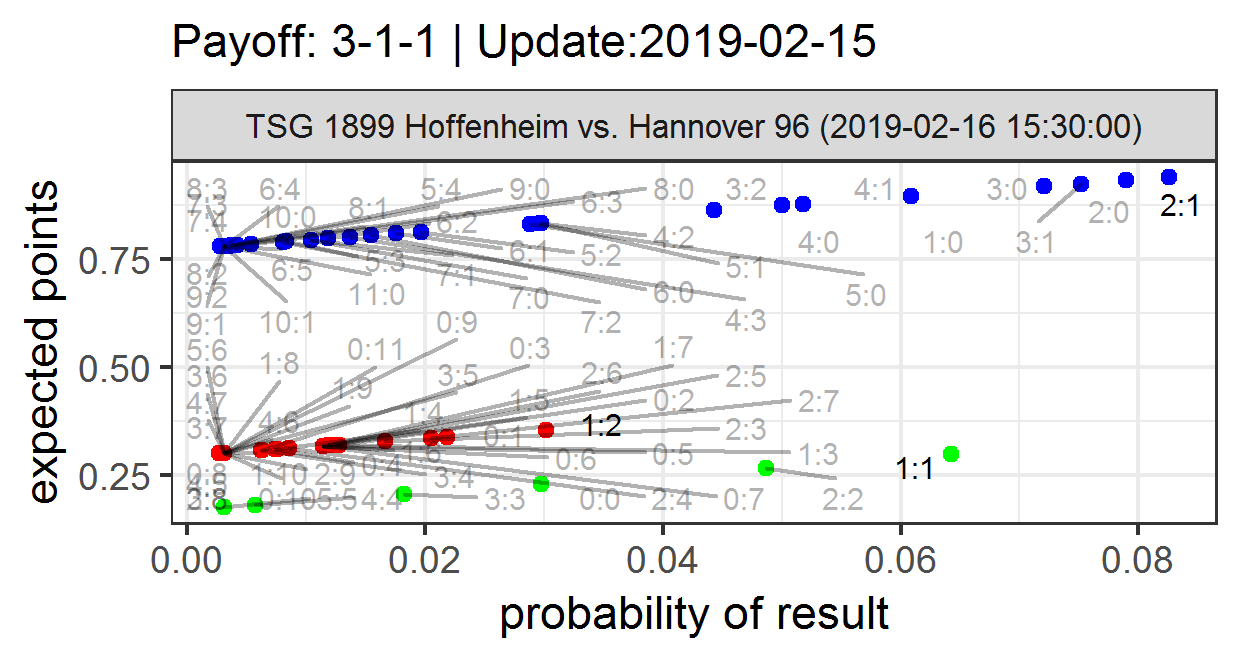 Payoff: 3-1-1 | Update:2019-02-15
TSG 1899 Hoffenheim vs. Hannover 96 (2019-02-16 15:30:00)
expected points
0.75
0.50
0.25
8:3 6:4 5:4 9:0 8:0 3:2 4:1 3:0
7:3 8:1 6:3 2:0 2:1
7:4 10:0 6:2
4:2 4:0 1:0 3:1
6:1 5:2
8:2 6:5 5:3 7:1 5:1
9:2 11:0 7:0 6:0 5:0
9:1 10:1 0:9 7:2 4:3
5:6 1:8 0:11 0:3 1:7
3:6 1:9 3:5 2:6 2:5
4:7 1:4 1:5 0:2 2:7
3:7 4:6 0:1 1:2 2:3
0:4 0:6 0:5 1:3
0:8 1:10 2:9 1:6 3:4 1:1
2:8 0:10 5:5 4:4 3:3 0:0 2:4 0:7 2:2
0.00 0.02 0.04 0.06 0.08
probability of result